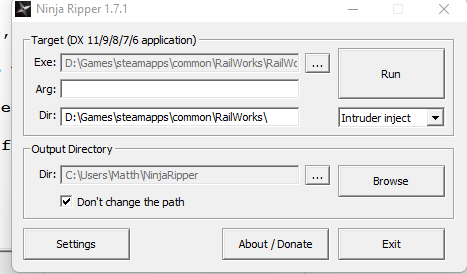 Ninja Ripper 1.7.1
Target (DX 11/9/8/7/6 application)
Exe: D:\Games\steamapps\common\RailWorks\RailWo ...
Run
Arg:
Dir: D:\Games\steamapps\common\RailWorks\
Intruder inject
Output Directory
Dir: C:\Users\Matth\NinjaRipper ...
Browse
Don't change the path
Settings
About / Donate
Exit